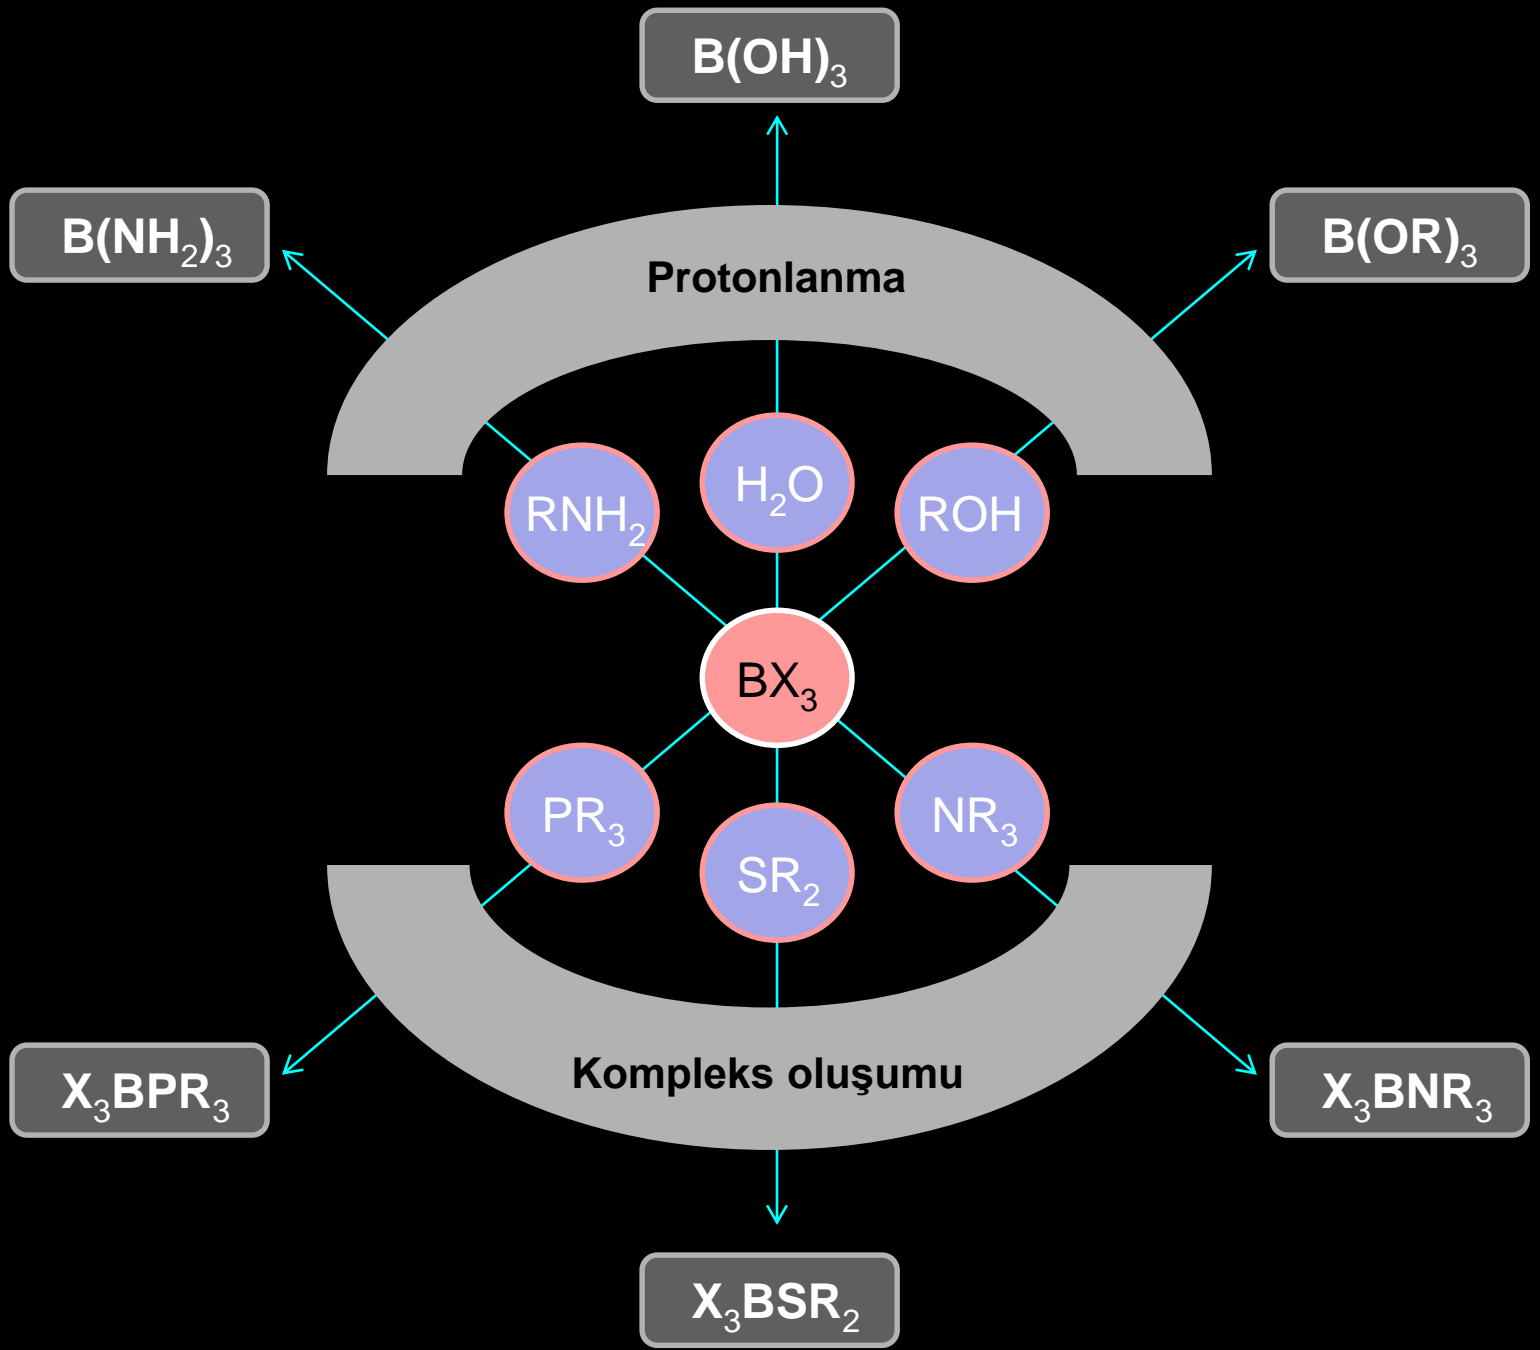 B(OH)₃
B(NH₂)₃
B(OR)₃
Protonlanma
H₂O
RNH₂
ROH
BX₃
PR₃
NR₃
SR₂
Kompleks oluşumu
X₃BPR₃
X₃BNR₃
X₃BSR₂